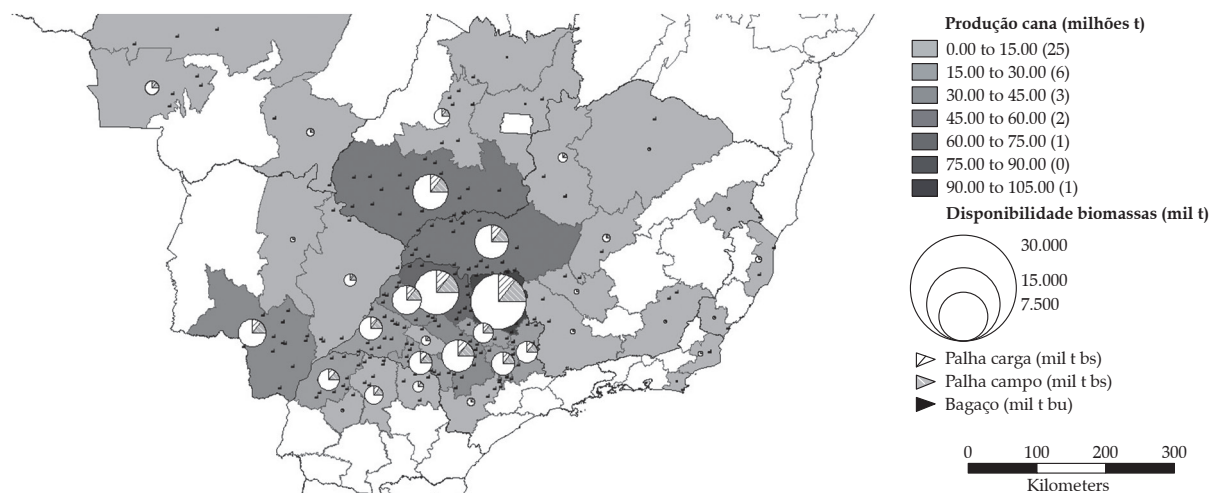 Produção cana (milhões t)
0.00 to 15.00 (25)
15.00 to 30.00 (6)
30.00 to 45.00 (3)
45.00 to 60.00 (2)
60.00 to 75.00 (1)
75.00 to 90.00 (0)
90.00 to 105.00 (1)
Disponibilidade biomassas (mil t)
30.000
15.000
7.500
Palha carga (mil t bs)
Palha campo (mil t bs)
Bagaço (mil t bu)
0 100 200 300
Kilometers